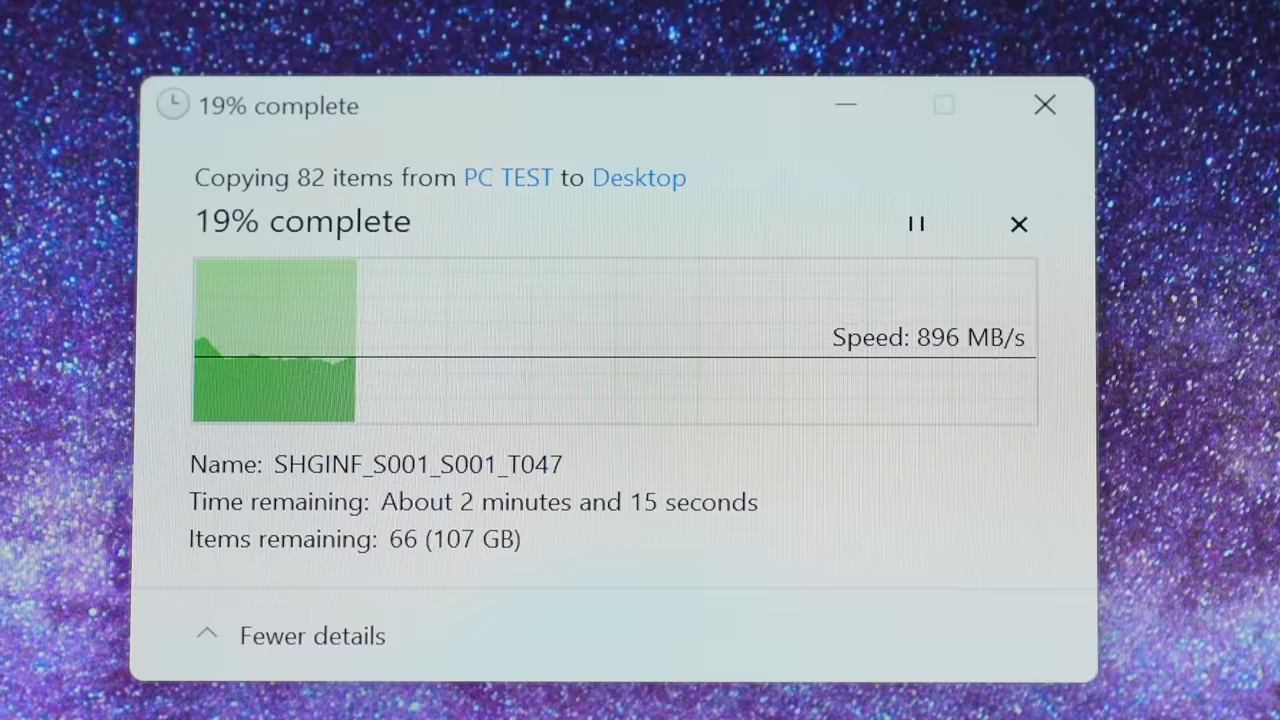 19% complete
Copying 82 items from PC TEST to Desktop
19% complete
Speed: 896 MB/s
Name: SHGINF_S001_S001_T047
Time remaining: About 2 minutes and 15 seconds
Items remaining: 66 (107 GB)
Fewer details